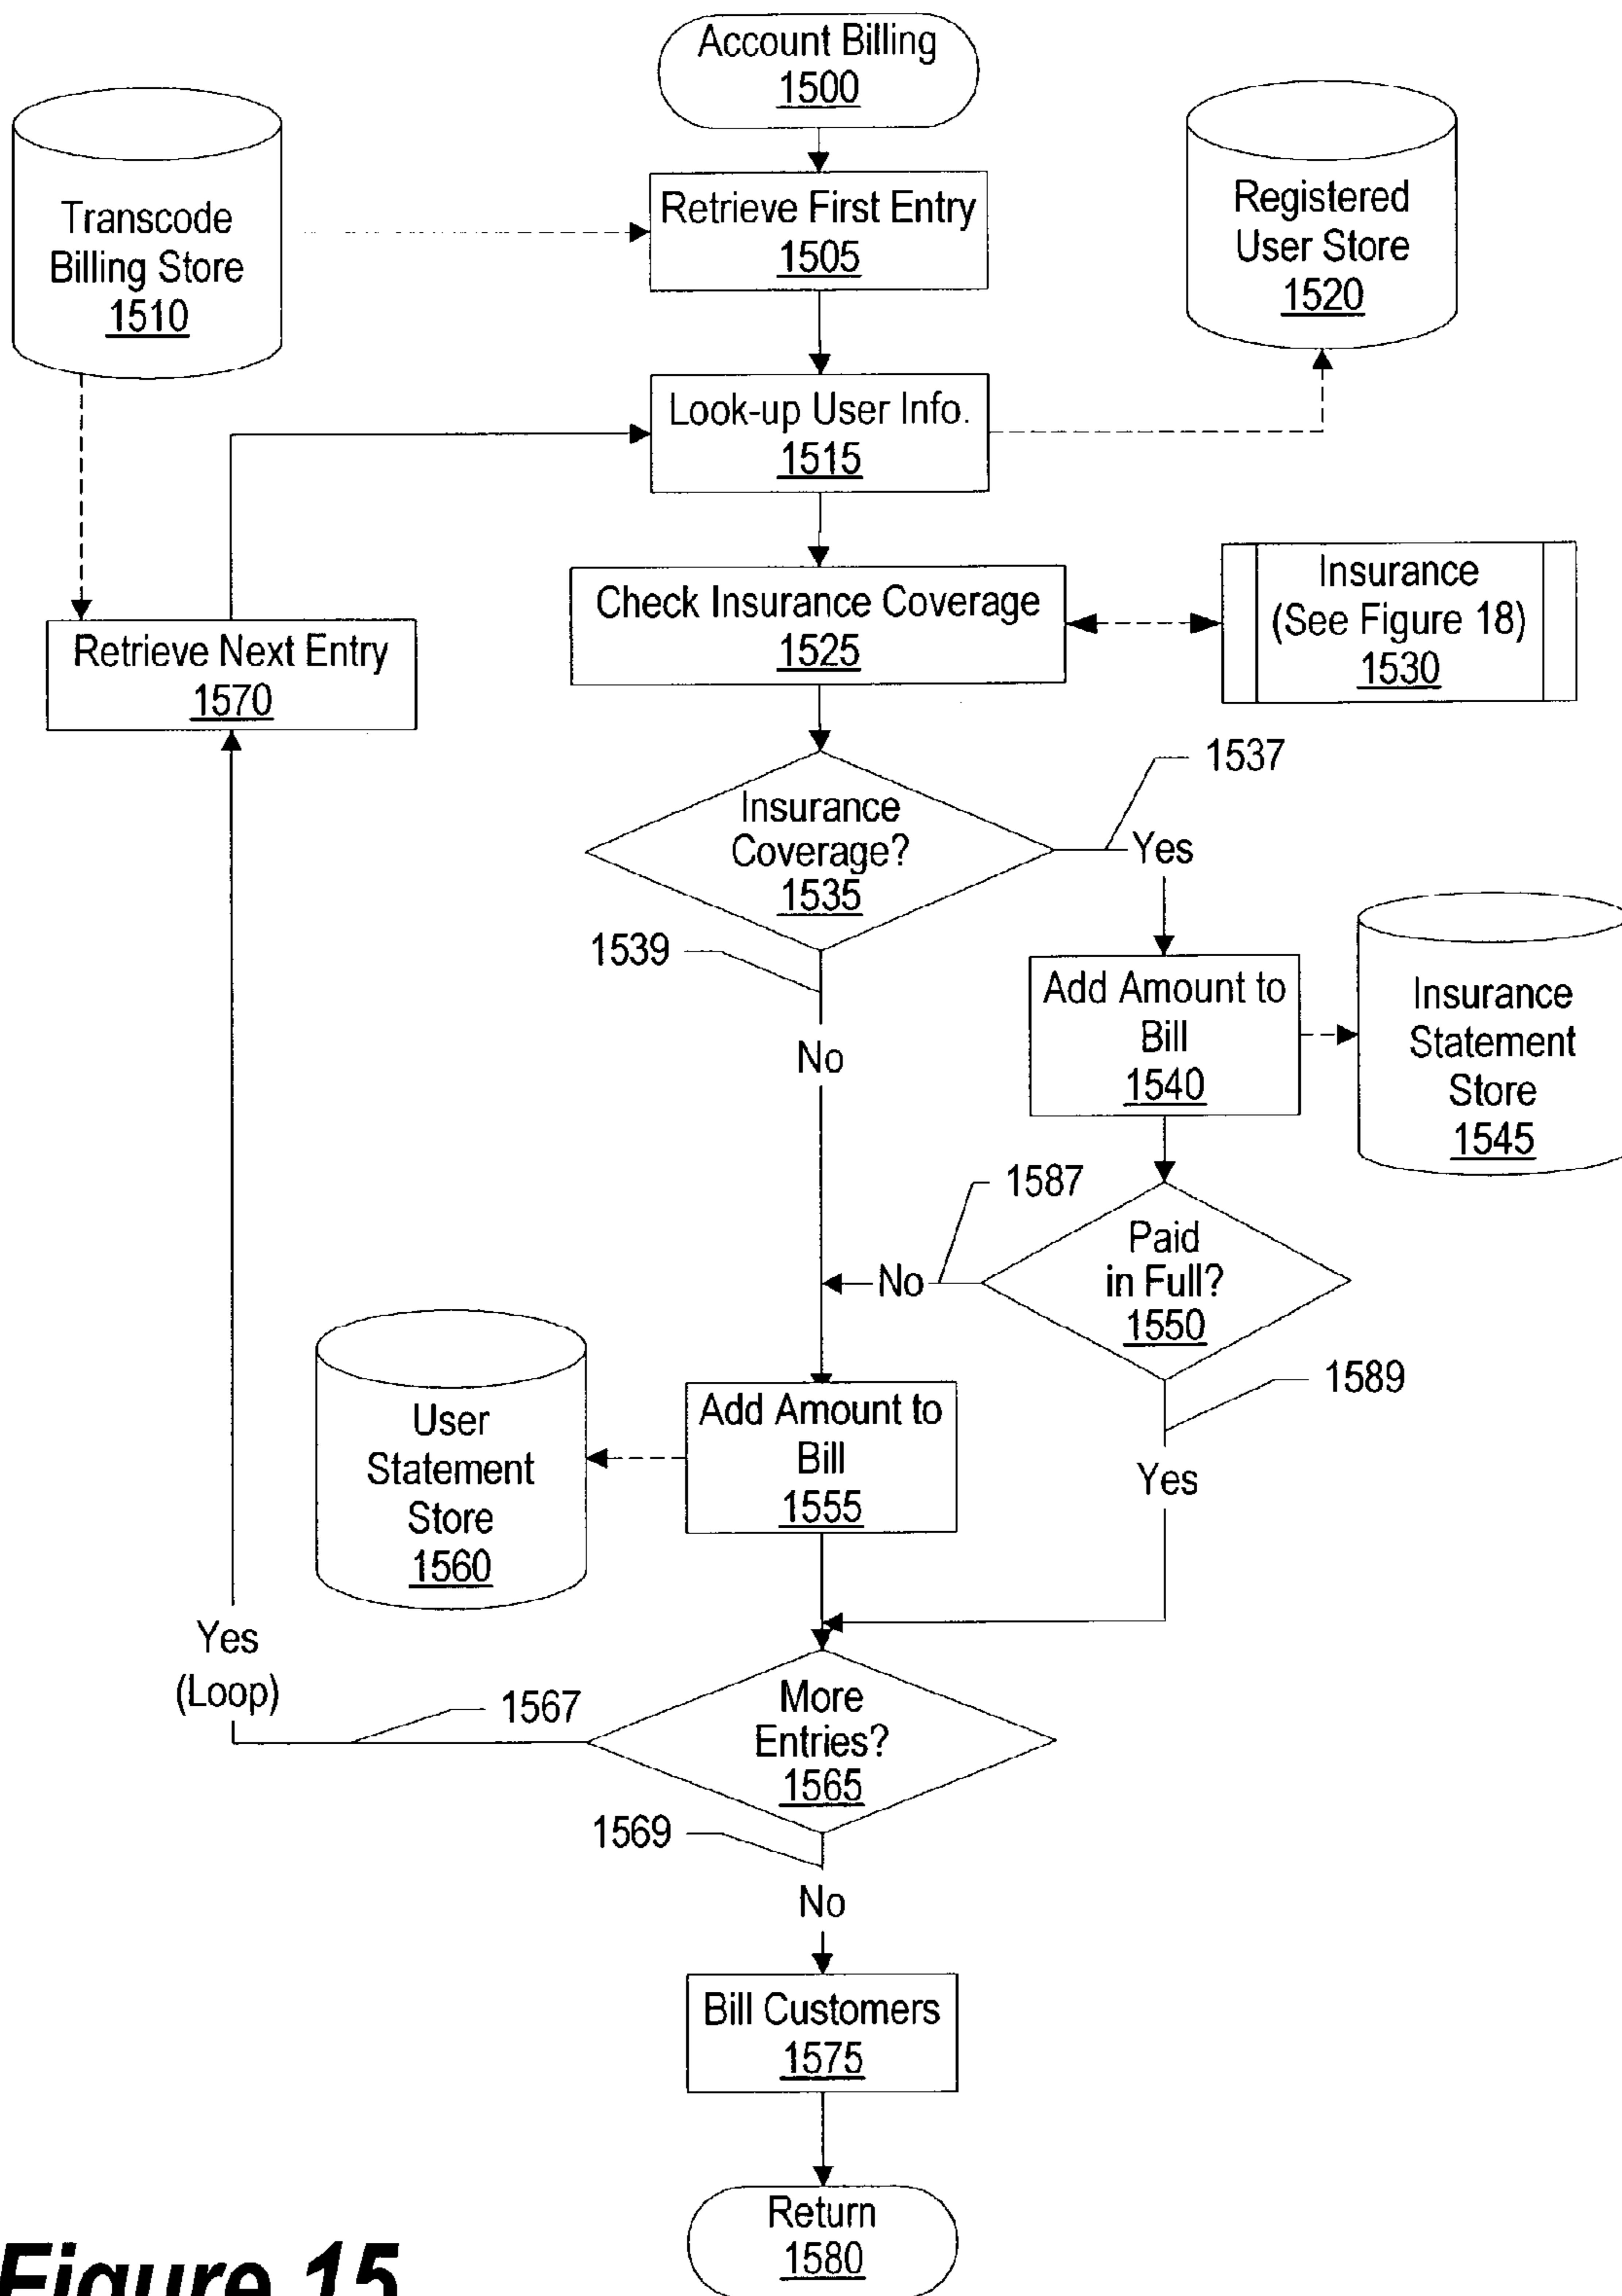 Account Billing
1500
Transcode
Billing Store
1510
Retrieve First Entry
1505
Registered
User Store
1520
Look-up User Info.
1515
Check Insurance Coverage
1525
Insurance
(See Figure 18)
1530
Retrieve Next Entry
1570
1537
Insurance
Coverage?
1535
Yes
1539
No
Add Amount to
Bill
1540
Insurance
Statement
Store
1545
1587
Paid
in Full?
1550
No
1589
User
Statement
Store
1560
Add Amount to
Bill
1555
Yes
Yes
(Loop)
1567
More
Entries?
1565
1569
No
Bill Customers
1575
Return
1580
Figure 15